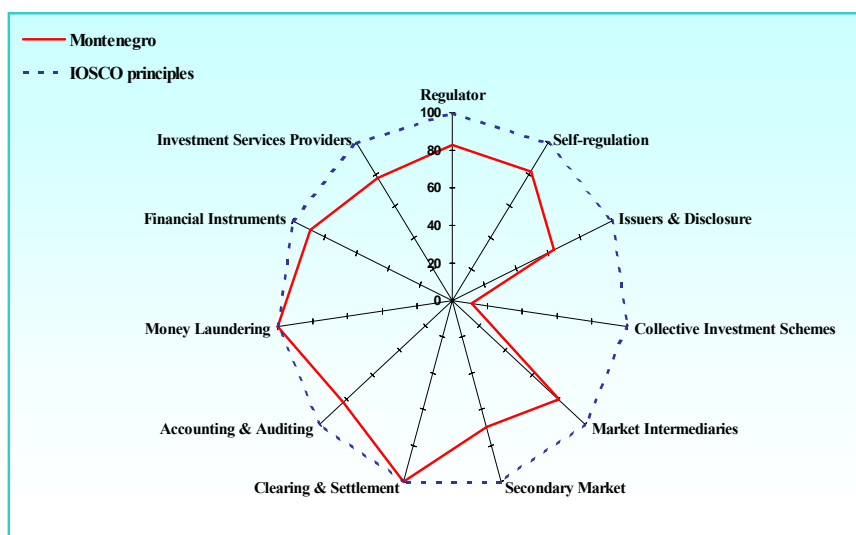 Montenegro
IOSCO principles
Regulator
100
80
60
40
20
0
Self-regulation
Issuers & Disclosure
Collective Investment Schemes
Market Intermediaries
Secondary Market
Clearing & Settlement
Accounting & Auditing
Money Laundering
Financial Instruments
Investment Services Providers